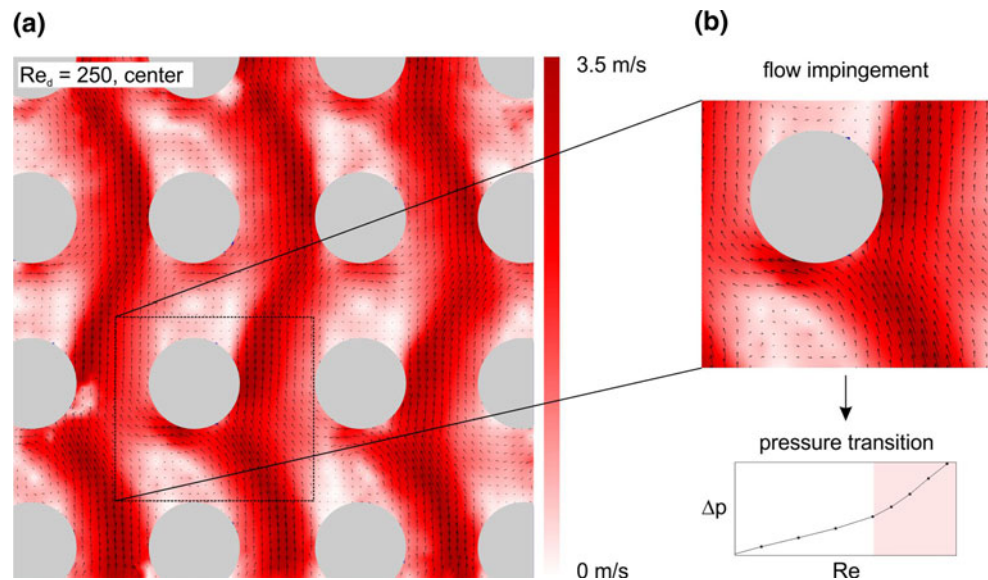 (a)
Re_d = 250, center
3.5 m/s
0 m/s
(b)
flow impingement
pressure transition
Δp
Re